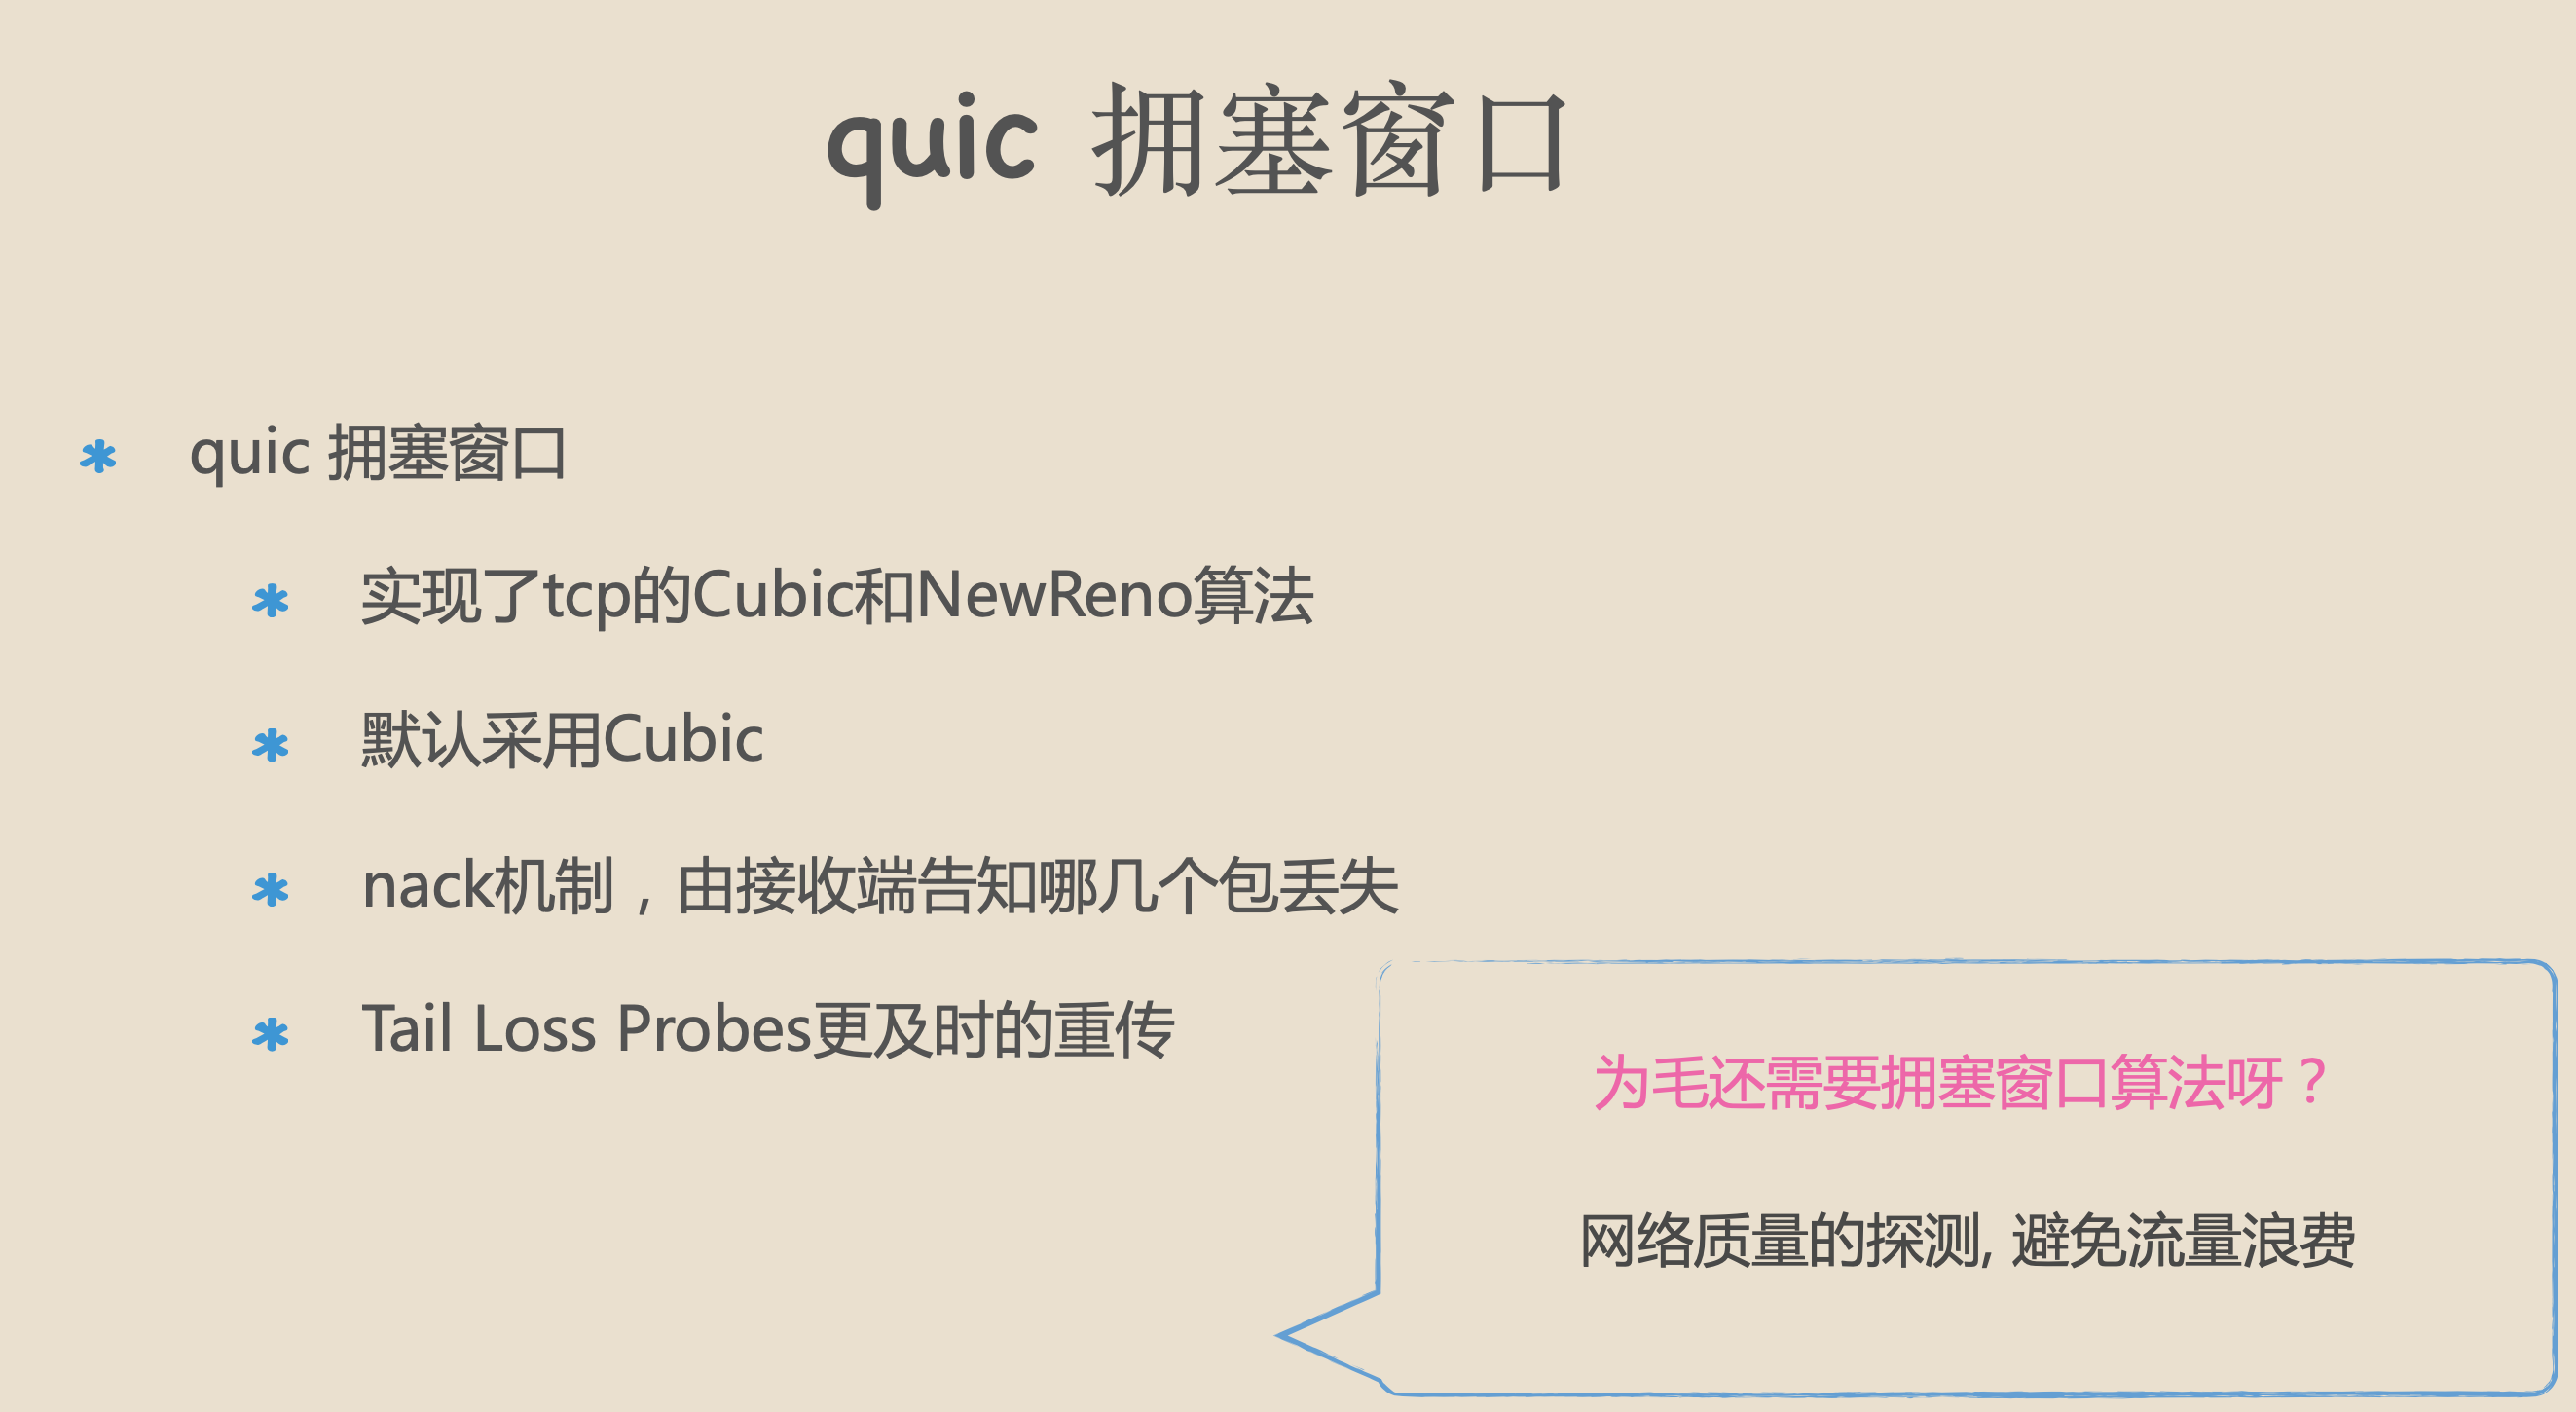 quic 拥塞窗口
quic 拥塞窗口
实现了tcp的Cubic和NewReno算法
默认采用Cubic
nack机制，由接收端告知哪几个包丢失
Tail Loss Probes更及时的重传
为毛还需要拥塞窗口算法呀？
网络质量的探测, 避免流量浪费